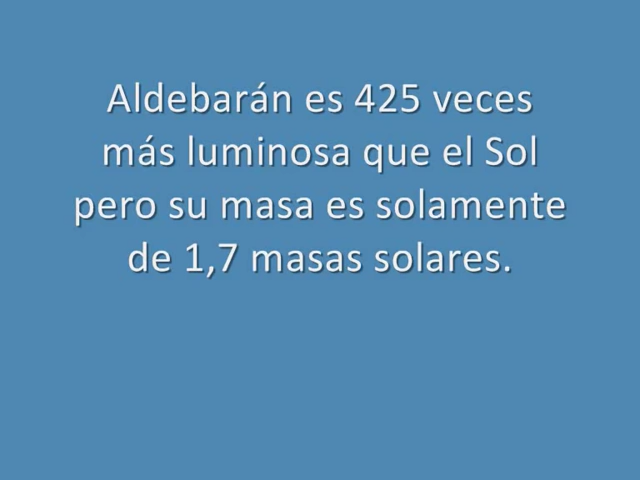 Aldebarán es 425 veces
más luminosa que el Sol
pero su masa es solamente
de 1,7 masas solares.